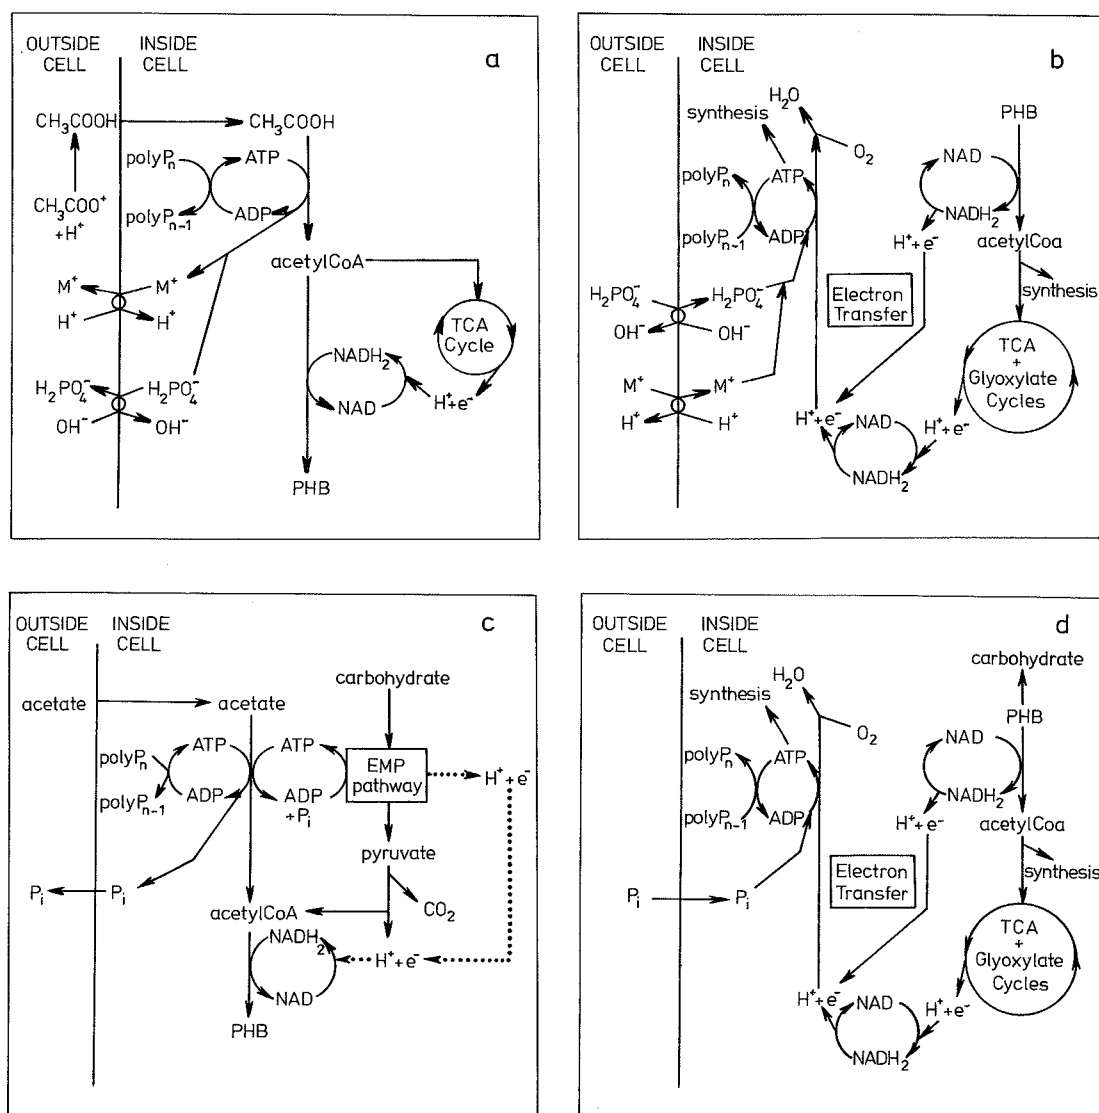 OUTSIDE CELL
INSIDE CELL
a
CH₃COOH
CH₃COOH
polyPₙ
ATP
polyPₙ₋₁
ADP
CH₃COO⁺
+H⁺
acetylCoA
M⁺
M⁺
H⁺
H⁺
TCA
Cycle
NADH₂
H₂PO₄⁻
H₂PO₄⁻
NAD
H⁺+e⁻
OH⁻
OH⁻
PHB
OUTSIDE CELL
INSIDE CELL
b
H₂O
synthesis
PHB
O₂
NAD
polyPₙ
ATP
NADH₂
polyPₙ₋₁
ADP
H⁺+e⁻
acetylCoa
H₂PO₄⁻
H₂PO₄⁻
Electron
Transfer
synthesis
OH⁻
OH⁻
TCA
+
Glyoxylate
Cycles
M⁺
M⁺
H⁺
H⁺
H⁺+e⁻
NAD
H⁺+e⁻
NADH₂
OUTSIDE CELL
INSIDE CELL
c
carbohydrate
acetate
acetate
ATP
ATP
polyPₙ
EMP
pathway
H⁺+e⁻
polyPₙ₋₁
ADP
ADP
+Pᵢ
pyruvate
Pᵢ
Pᵢ
CO₂
acetylCoA
NADH₂
H⁺+e⁻
NAD
PHB
OUTSIDE CELL
INSIDE CELL
d
carbohydrate
H₂O
synthesis
PHB
O₂
NAD
polyPₙ
ATP
NADH₂
polyPₙ₋₁
ADP
H⁺+e⁻
acetylCoa
Electron
Transfer
synthesis
Pᵢ
Pᵢ
TCA
+
Glyoxylate
Cycles
H⁺+e⁻
NAD
H⁺+e⁻
NADH₂